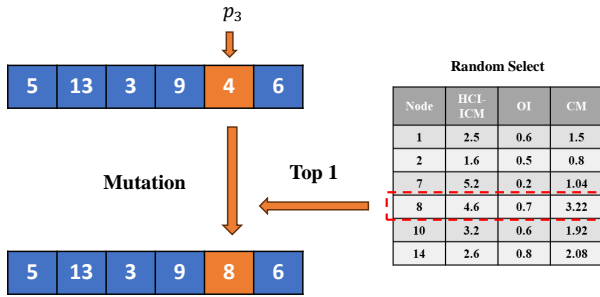 p₃
5 13 3 9 4 6
Mutation
Top 1
5 13 3 9 8 6
Random Select
Node HCI-ICM OI CM
1 2.5 0.6 1.5
2 1.6 0.5 0.8
7 5.2 0.2 1.04
8 4.6 0.7 3.22
10 3.2 0.6 1.92
14 2.6 0.8 2.08